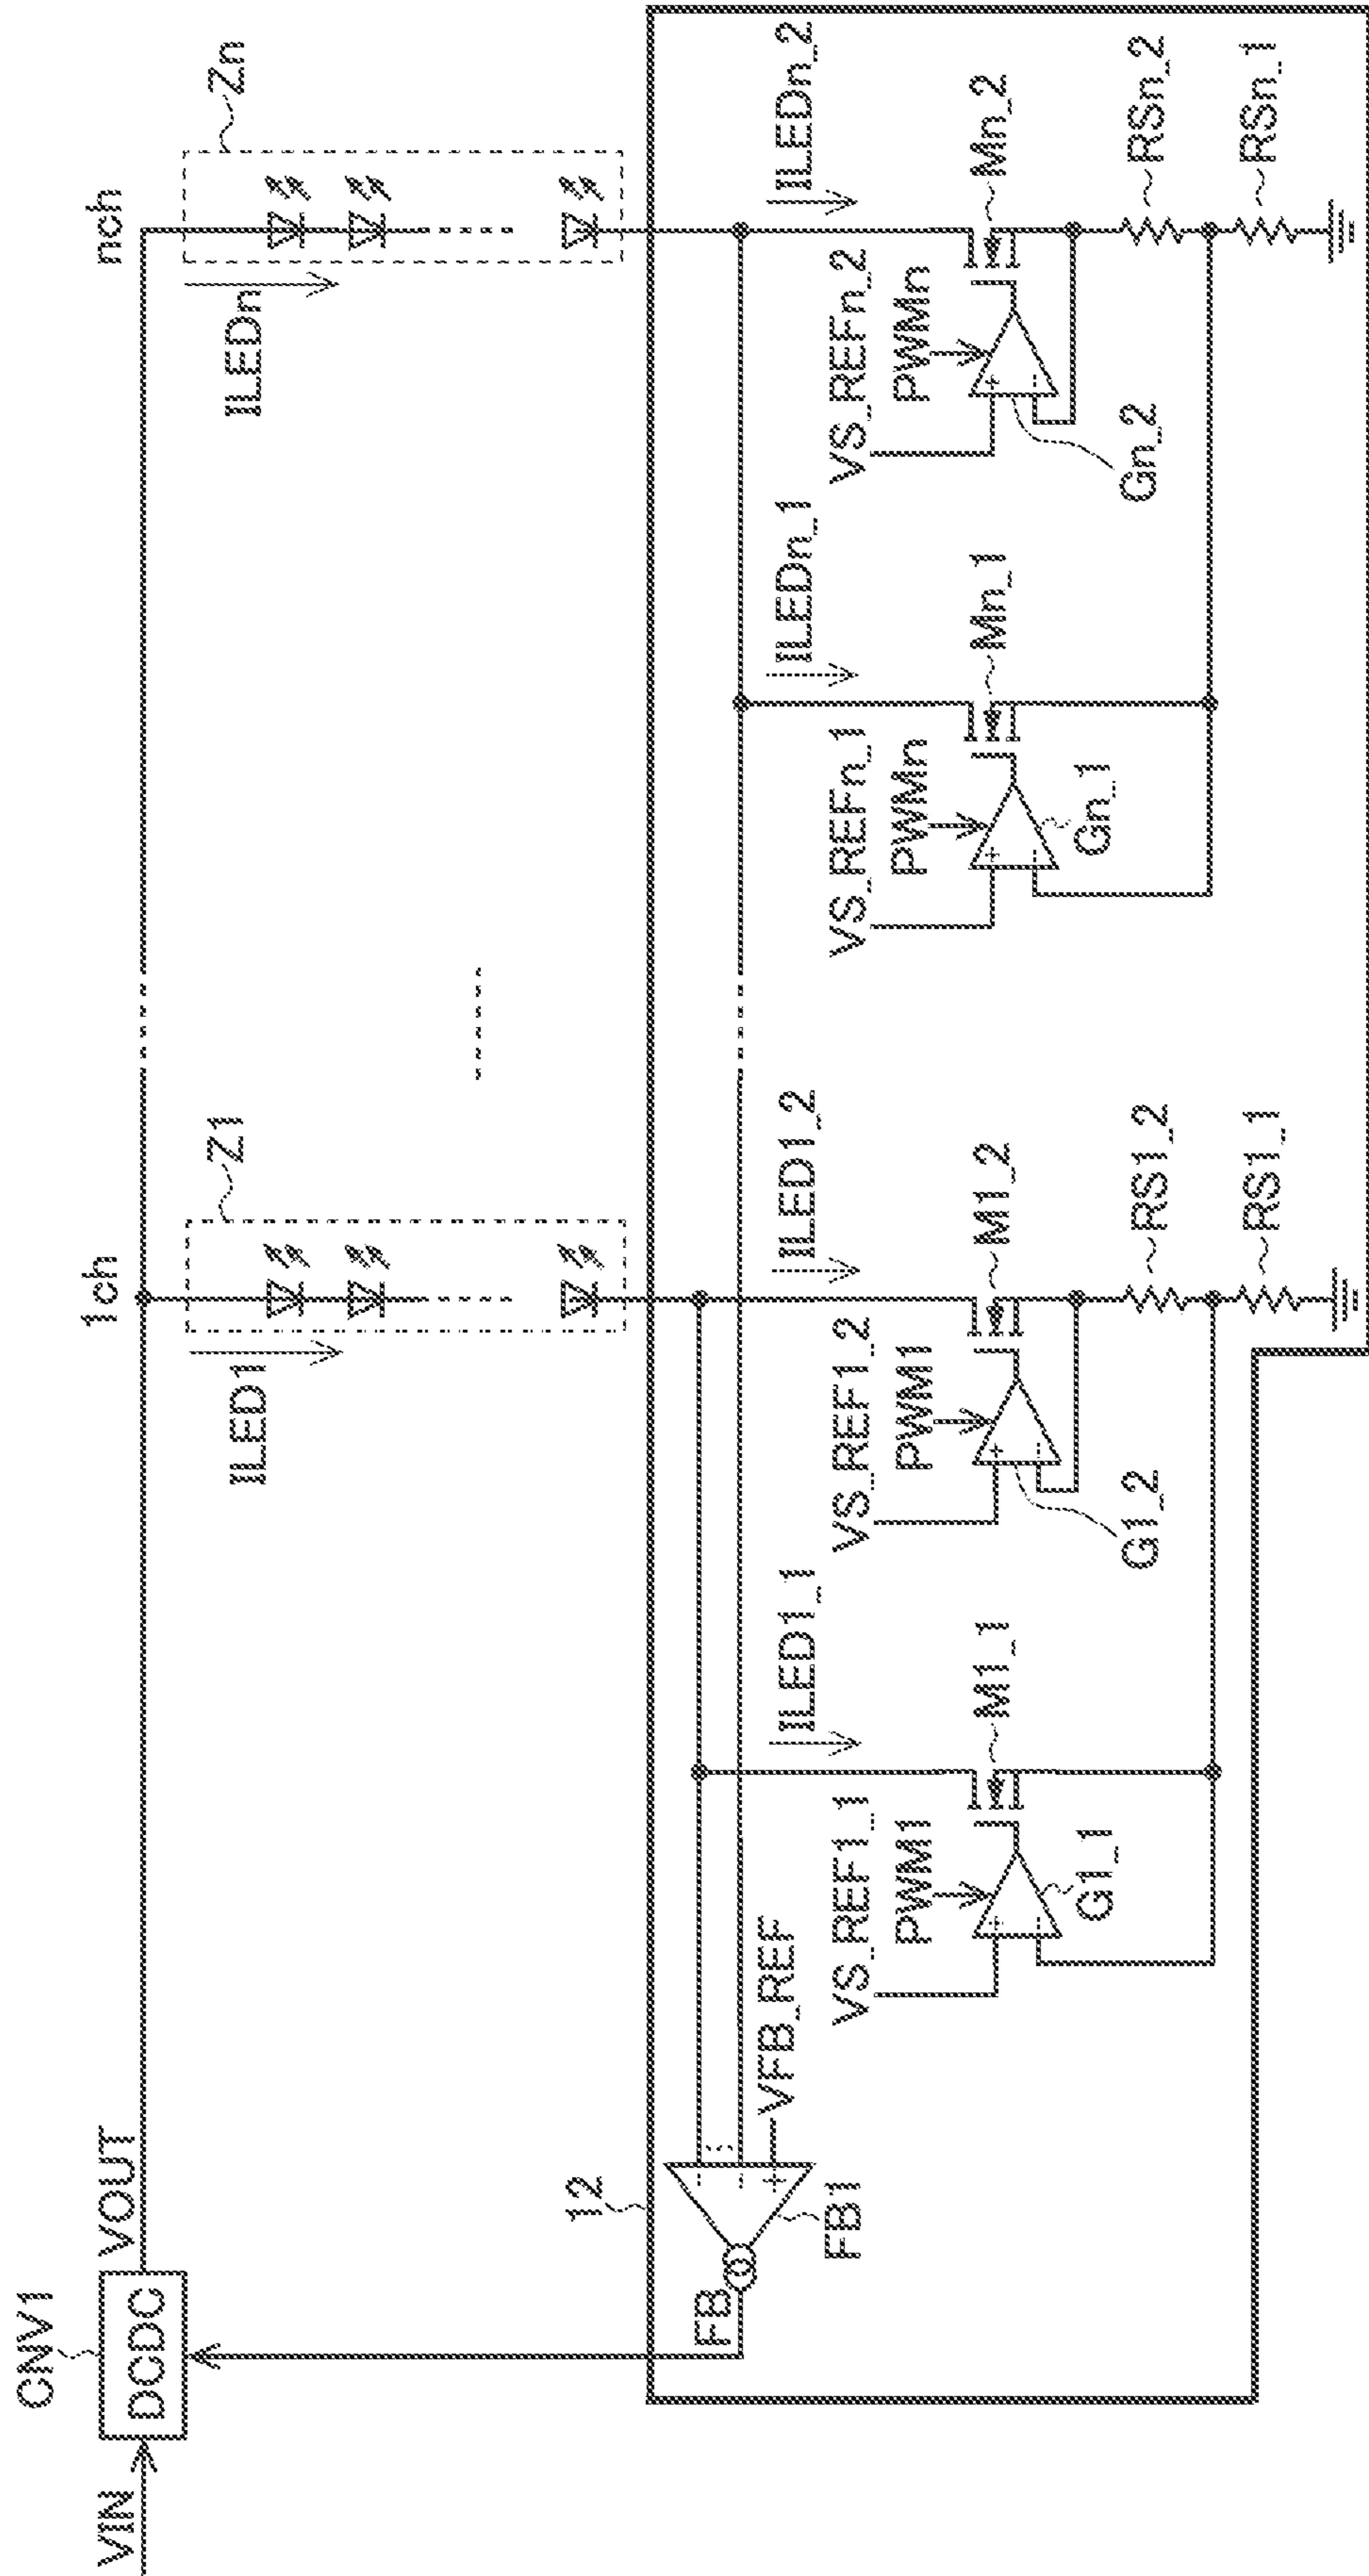 VIN
CNV1
DCDC
VOUT
1ch
nch
Z1
Zn
ILED1
ILEDn
12
FB
FB1
VFB_REF
ILED1_1
ILED1_2
ILEDn_1
ILEDn_2
VS_REF1_1
PWM1
VS_REF1_2
PWM1
VS_REFn_1
PWMn
VS_REFn_2
PWMn
M1_1
M1_2
Mn_1
Mn_2
G1_1
G1_2
Gn_1
Gn_2
RS1_2
RS1_1
RSn_2
RSn_1